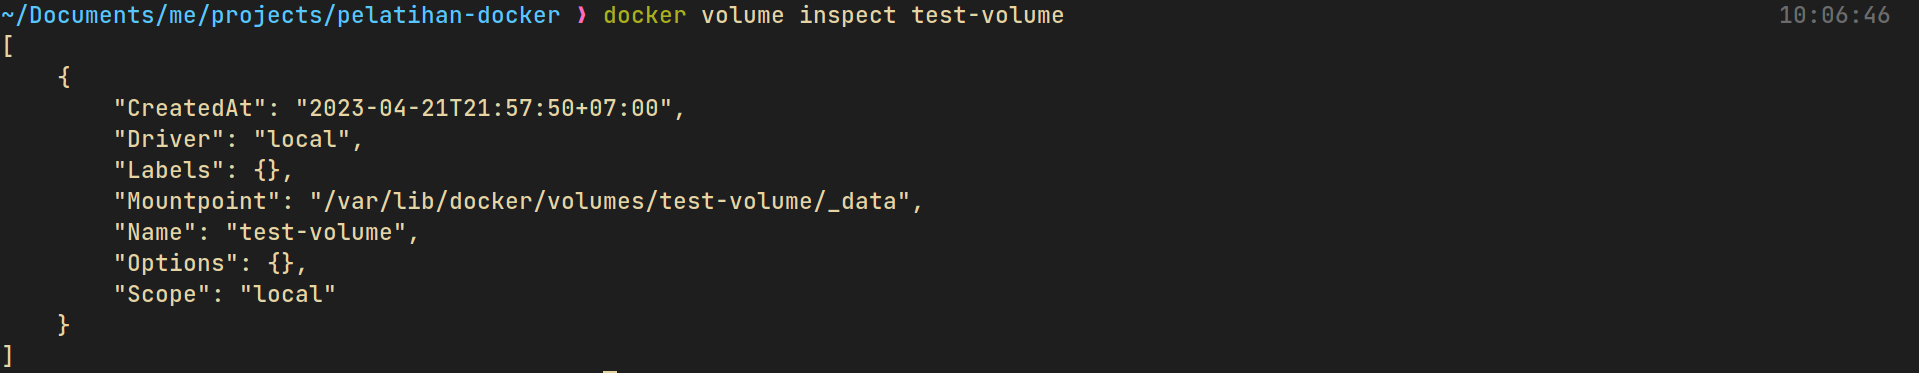 ~/Documents/me/projects/pelatihan-docker ❯ docker volume inspect test-volume 10:06:46
[
    {
        "CreatedAt": "2023-04-21T21:57:50+07:00",
        "Driver": "local",
        "Labels": {},
        "Mountpoint": "/var/lib/docker/volumes/test-volume/_data",
        "Name": "test-volume",
        "Options": {},
        "Scope": "local"
    }
]